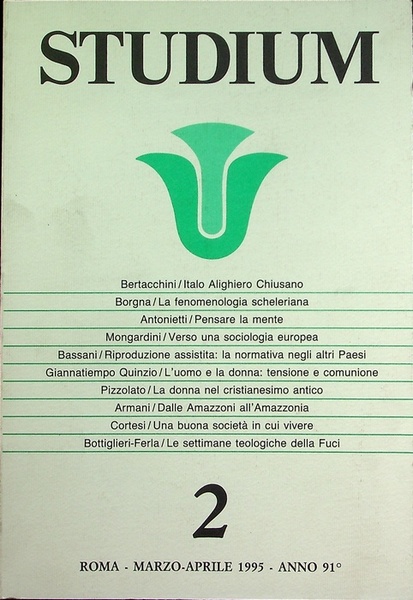 STUDIUM
Bertacchini/Italo Alighiero Chiusano
Borgna/La fenomenologia scheleriana
Antonietti/Pensare la mente
Mongardini/Verso una sociologia europea
Bassani/Riproduzione assistita: la normativa negli altri Paesi
Giannatiempo Quinzio/L'uomo e la donna: tensione e comunione
Pizzolato/La donna nel cristianesimo antico
Armani/Dalle Amazzoni all'Amazzonia
Cortesi/Una buona società in cui vivere
Bottiglieri-Ferla/Le settimane teologiche della Fuci
2
ROMA - MARZO-APRILE 1995 - ANNO 91°